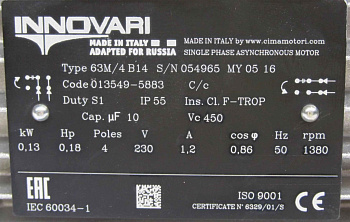 INNOVARI
MADE IN ITALY
ADAPTED FOR RUSSIA
MADE IN ITALY by www.cimamotori.com
SINGLE PHASE ASYNCHRONOUS MOTOR
Type 63M/4 B14 S/N 054965 MY 05 16
Code Ö13549-5883 C/c
Duty S1 IP 55 Ins. Cl. F-TROP
Cap. µF 10 Vc 450
kW Hp Poles V A cos φ Hz rpm
0,13 0,18 4 230 1,2 0,86 50 1380
EAC
IEC 60034-1
ISO 9001
CERTIFICATE N° 6329/01/S
CE